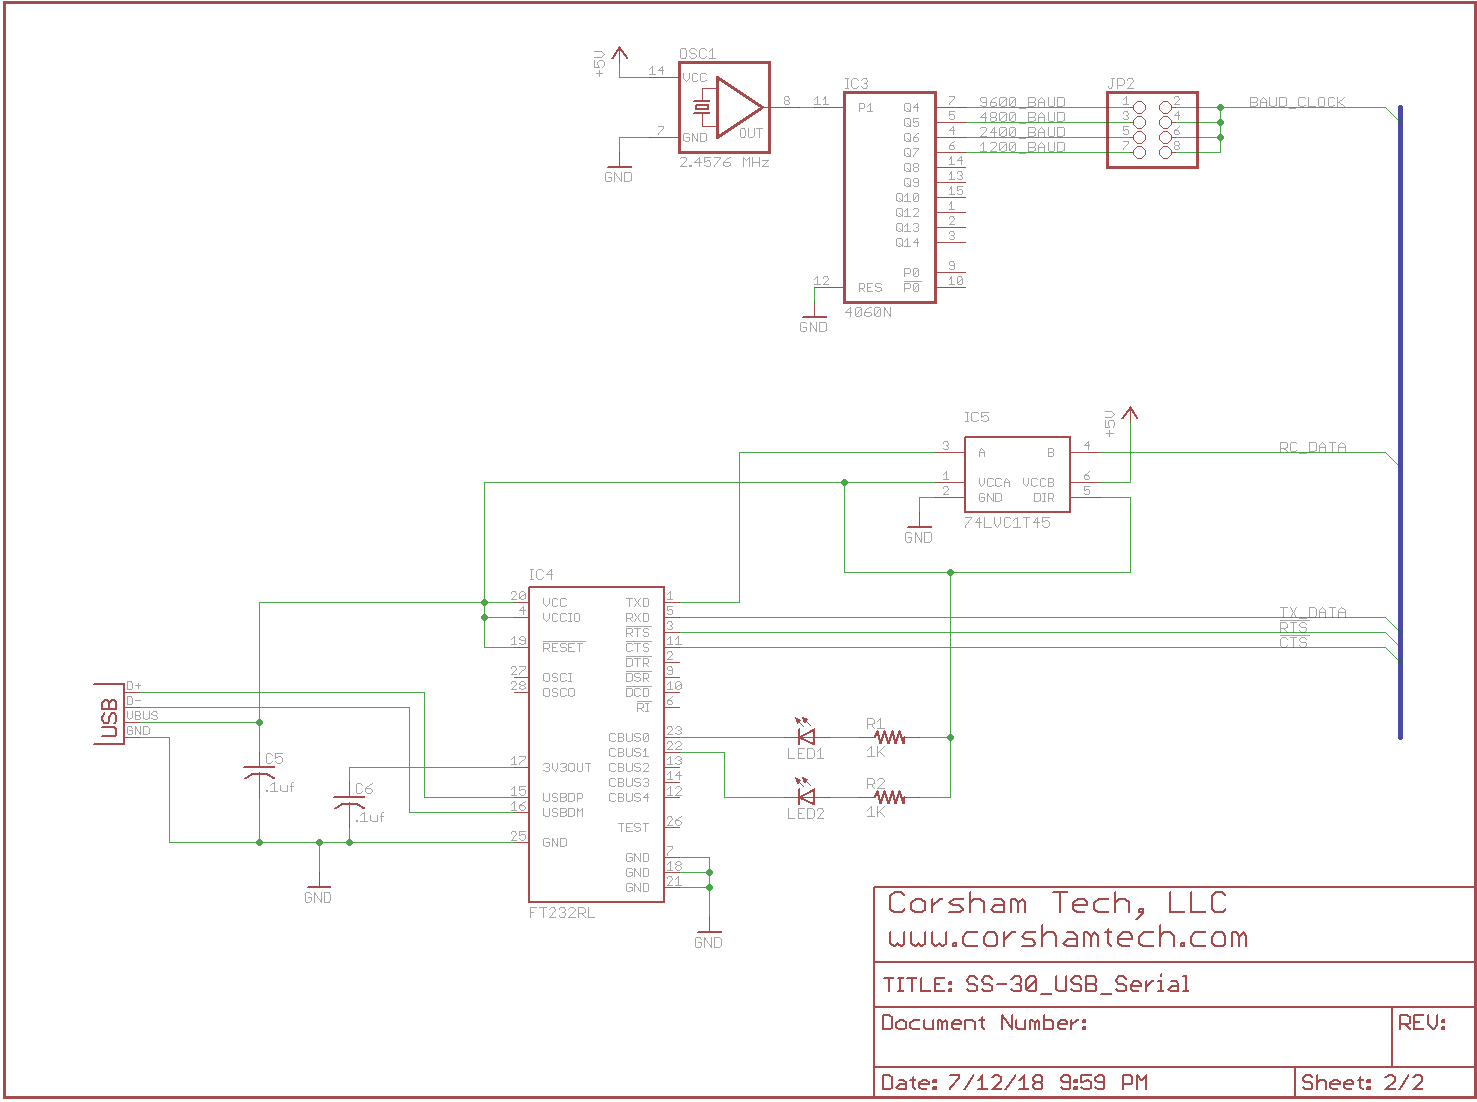 OSC1
+5V
14
VCC
8
7
GND
OUT
2.4576 MHz
GND
IC3
11
P1
Q4
7
9600_BAUD
Q5
5
4800_BAUD
Q6
4
2400_BAUD
Q7
6
1200_BAUD
Q8
14
Q9
13
Q10
15
Q12
1
Q13
2
Q14
3
P0
9
12
RES
P0
10
4060N
GND
JP2
1
2
3
4
5
6
7
8
BAUD_CLOCK
IC5
+5V
3
A
B
4
RC_DATA
1
VCCA
VCCB
6
2
GND
DIR
5
74LVC1T45
GND
IC4
20
VCC
TXD
1
4
VCCIO
RXD
5
TX_DATA
RTS
3
RTS
19
RESET
CTS
11
CTS
DTR
2
27
OSCI
DSR
9
28
OSCO
DCD
10
RI
6
USB
D+
D-
VBUS
GND
CBUS0
23
CBUS1
22
17
3V3OUT
CBUS2
13
CBUS3
14
15
USBDP
CBUS4
12
16
USBDM
TEST
26
25
GND
GND
7
GND
18
GND
21
FT232RL
GND
C5
.1uf
C6
.1uf
GND
LED1
R1
1K
LED2
R2
1K
Corsham Tech, LLC
www.corshamtech.com
TITLE: SS-30_USB_Serial
Document Number:
REV:
Date: 7/12/18 9:59 PM
Sheet: 2/2